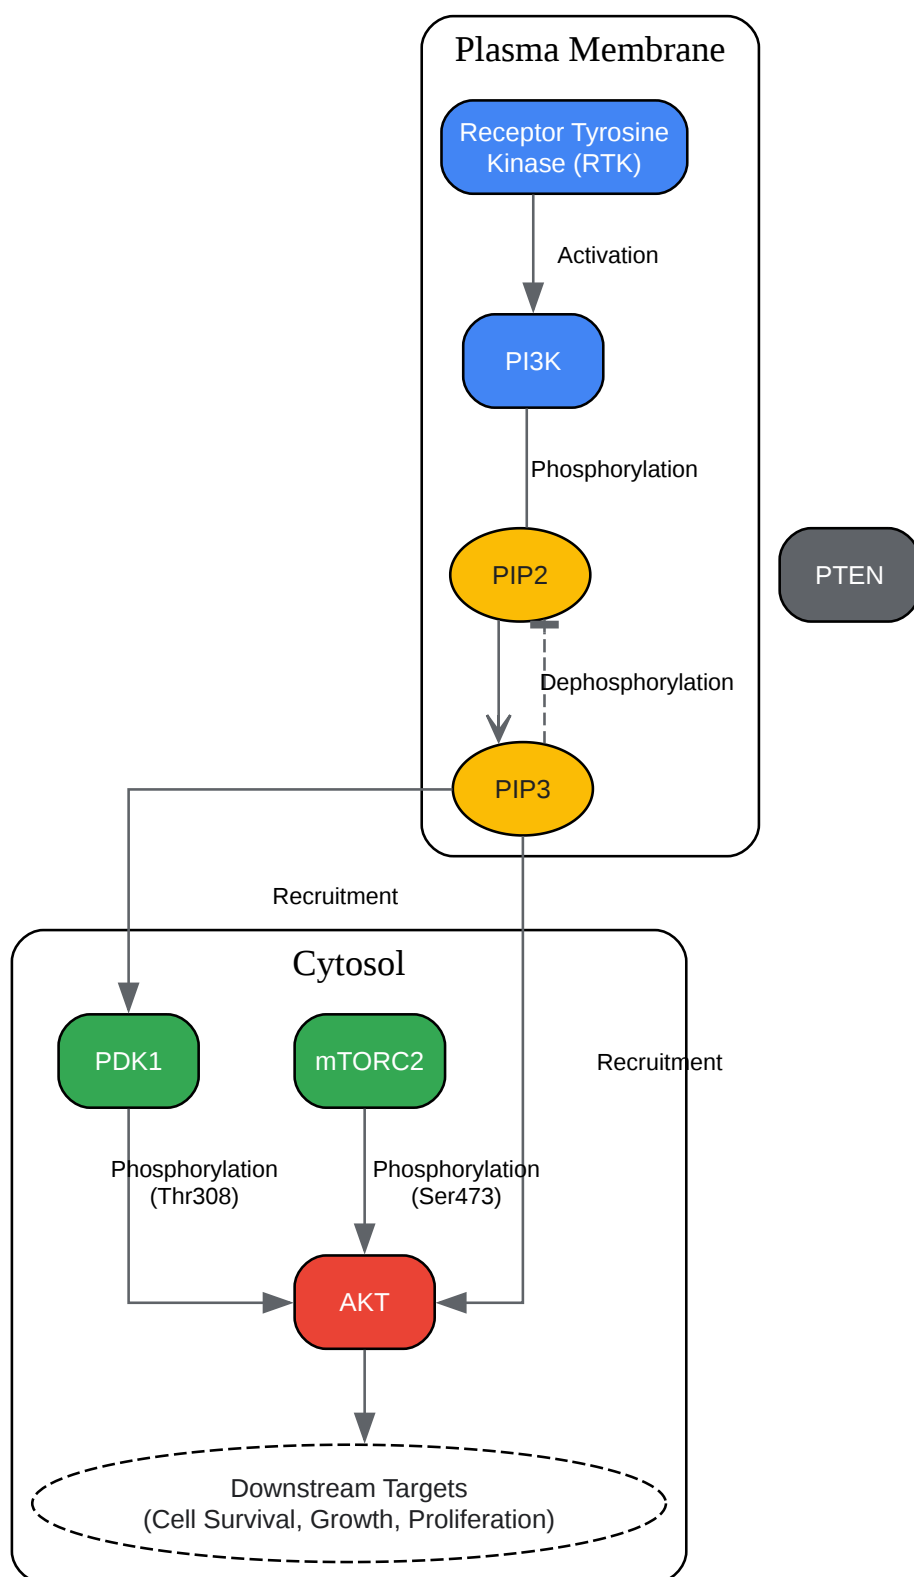 Plasma Membrane
Receptor Tyrosine
Kinase (RTK)
Activation
PI3K
Phosphorylation
PIP2
PTEN
Dephosphorylation
PIP3
Recruitment
Cytosol
PDK1
mTORC2
Recruitment
Phosphorylation
(Thr308)
Phosphorylation
(Ser473)
AKT
Downstream Targets
(Cell Survival, Growth, Proliferation)